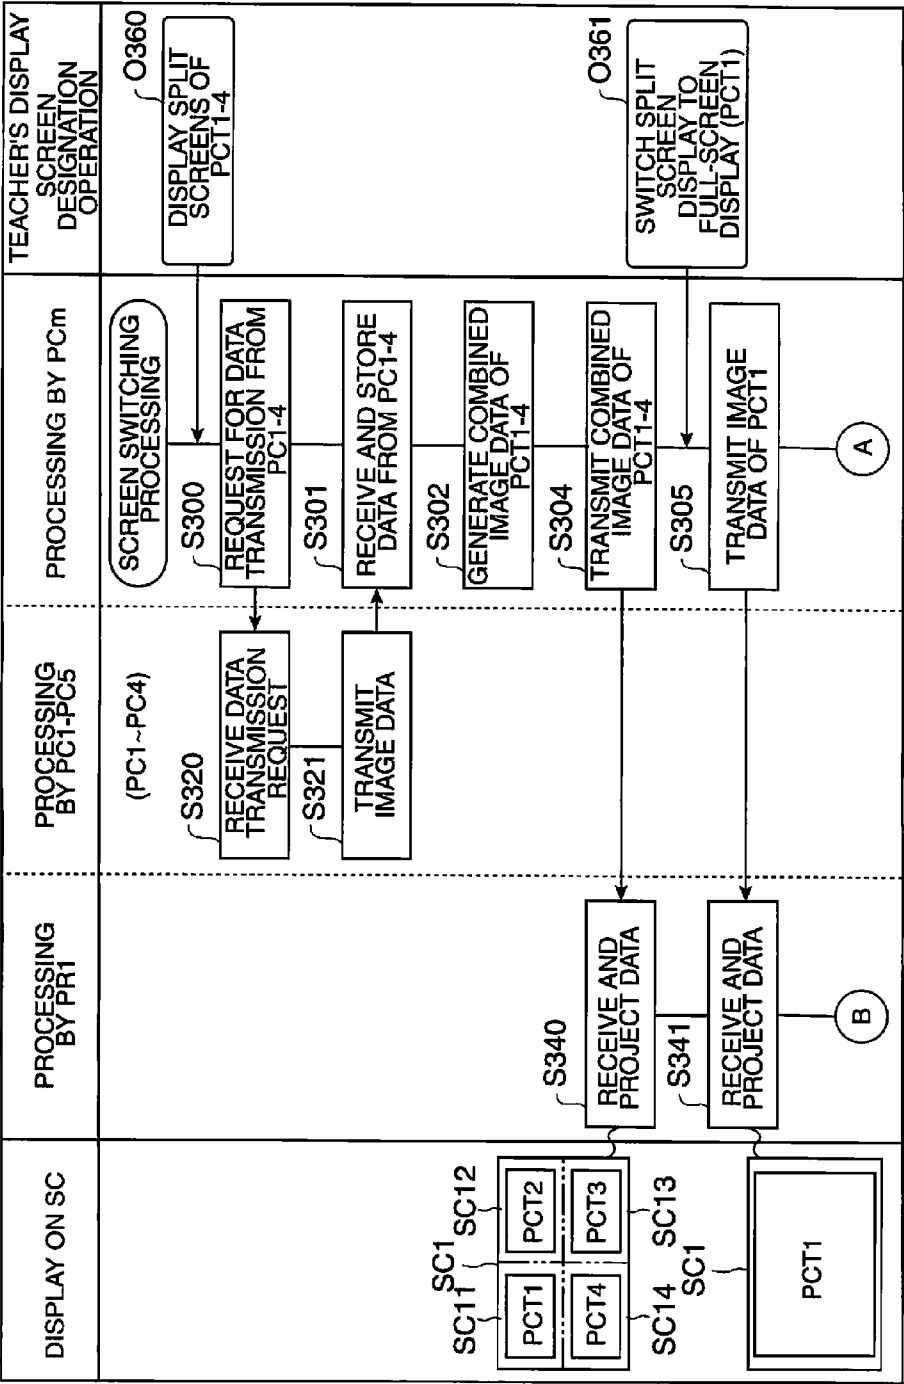 DISPLAY ON SC
PROCESSING
BY PR1
PROCESSING
BY PC1-PC5
PROCESSING BY PCm
TEACHER'S DISPLAY
SCREEN
DESIGNATION
OPERATION
(PC1~PC4)
SCREEN SWITCHING
PROCESSING
O360
DISPLAY SPLIT
SCREENS OF
PCT1-4
S300
REQUEST FOR DATA
TRANSMISSION FROM
PC1-4
S320
RECEIVE DATA
TRANSMISSION
REQUEST
S321
TRANSMIT
IMAGE DATA
S301
RECEIVE AND STORE
DATA FROM PC1-4
S302
GENERATE COMBINED
IMAGE DATA OF
PCT1-4
S304
TRANSMIT COMBINED
IMAGE DATA OF
PCT1-4
S340
RECEIVE AND
PROJECT DATA
SC11
SC1
SC12
PCT1
PCT2
PCT4
PCT3
SC14
SC13
O361
SWITCH SPLIT
SCREEN
DISPLAY TO
FULL-SCREEN
DISPLAY (PCT1)
S305
TRANSMIT IMAGE
DATA OF PCT1
S341
RECEIVE AND
PROJECT DATA
SC1
PCT1
B
A